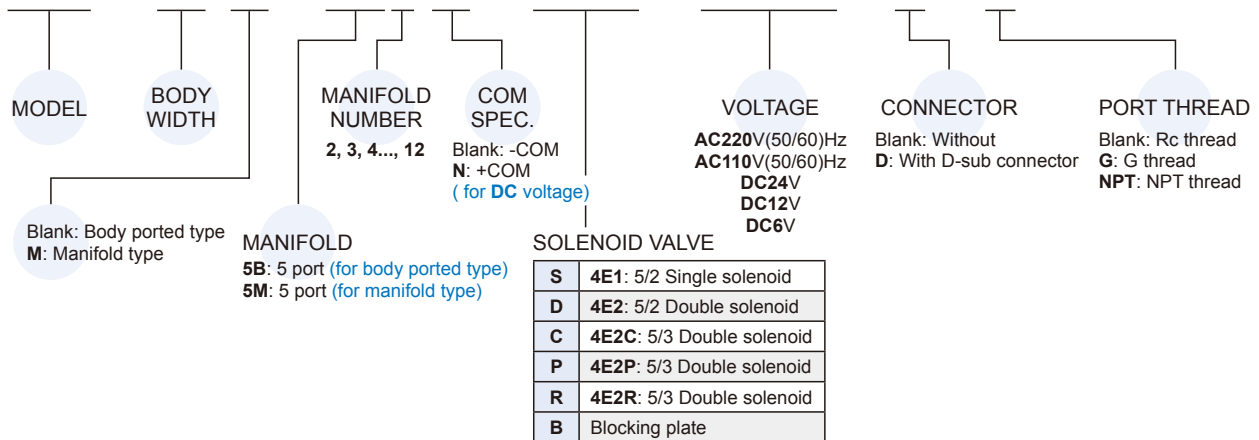 MODEL
BODY
WIDTH
MANIFOLD
NUMBER
2, 3, 4..., 12
COM
SPEC.
Blank: -COM
N: +COM
( for DC voltage)
VOLTAGE
AC220V(50/60)Hz
AC110V(50/60)Hz
DC24V
DC12V
DC6V
CONNECTOR
Blank: Without
D: With D-sub connector
PORT THREAD
Blank: Rc thread
G: G thread
NPT: NPT thread
Blank: Body ported type
M: Manifold type
MANIFOLD
5B: 5 port (for body ported type)
5M: 5 port (for manifold type)
SOLENOID VALVE
S 4E1: 5/2 Single solenoid
D 4E2: 5/2 Double solenoid
C 4E2C: 5/3 Double solenoid
P 4E2P: 5/3 Double solenoid
R 4E2R: 5/3 Double solenoid
B Blocking plate